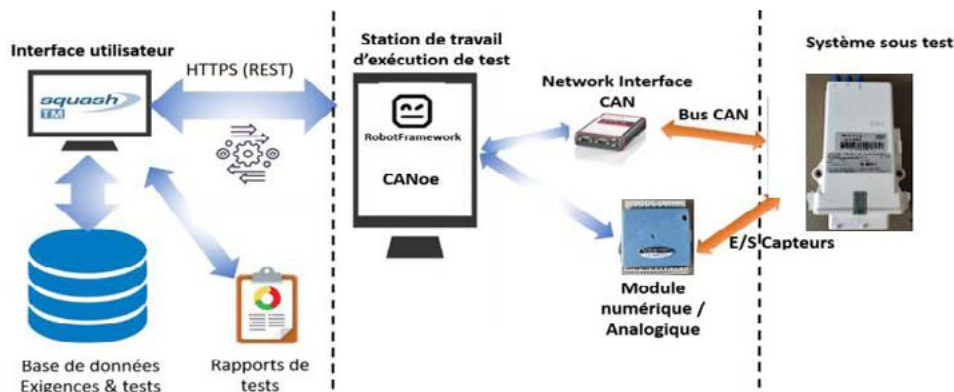 Interface utilisateur
squash
TM
HTTPS (REST)
Base de données
Exigences & tests
Rapports de
tests
Station de travail
d'exécution de test
RobotFramework
CANoe
Network Interface
CAN
Bus CAN
E/S Capteurs
Module
numérique /
Analogique
Système sous test